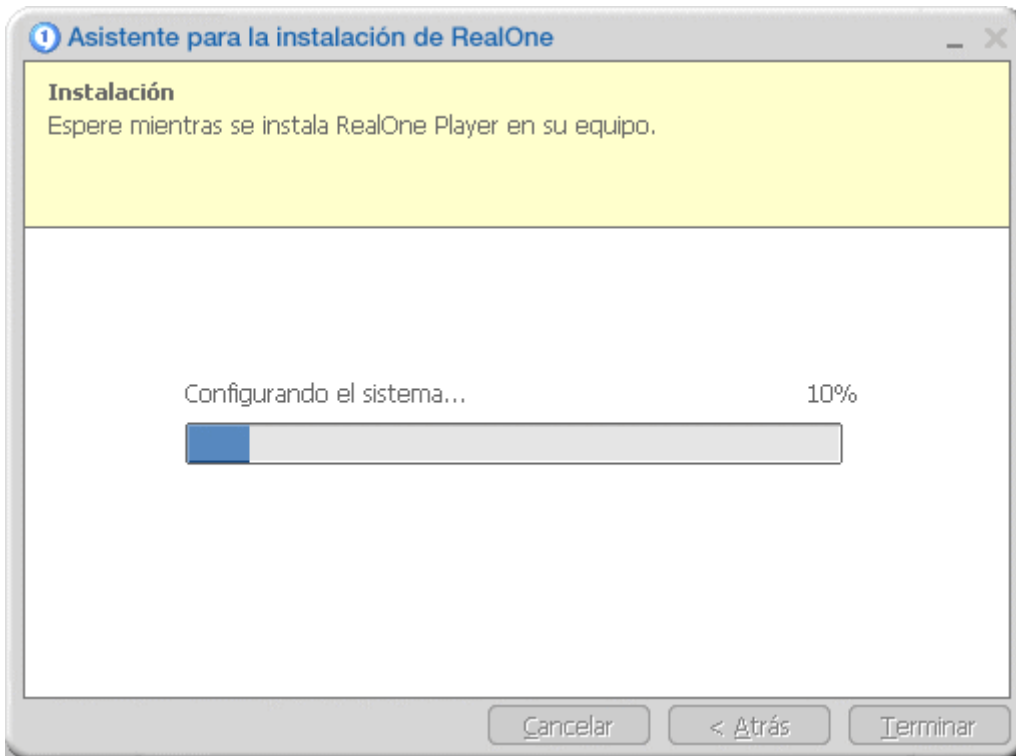 Asistente para la instalación de RealOne
Instalación
Espere mientras se instala RealOne Player en su equipo.
Configurando el sistema... 10%
Cancelar < Atrás Terminar